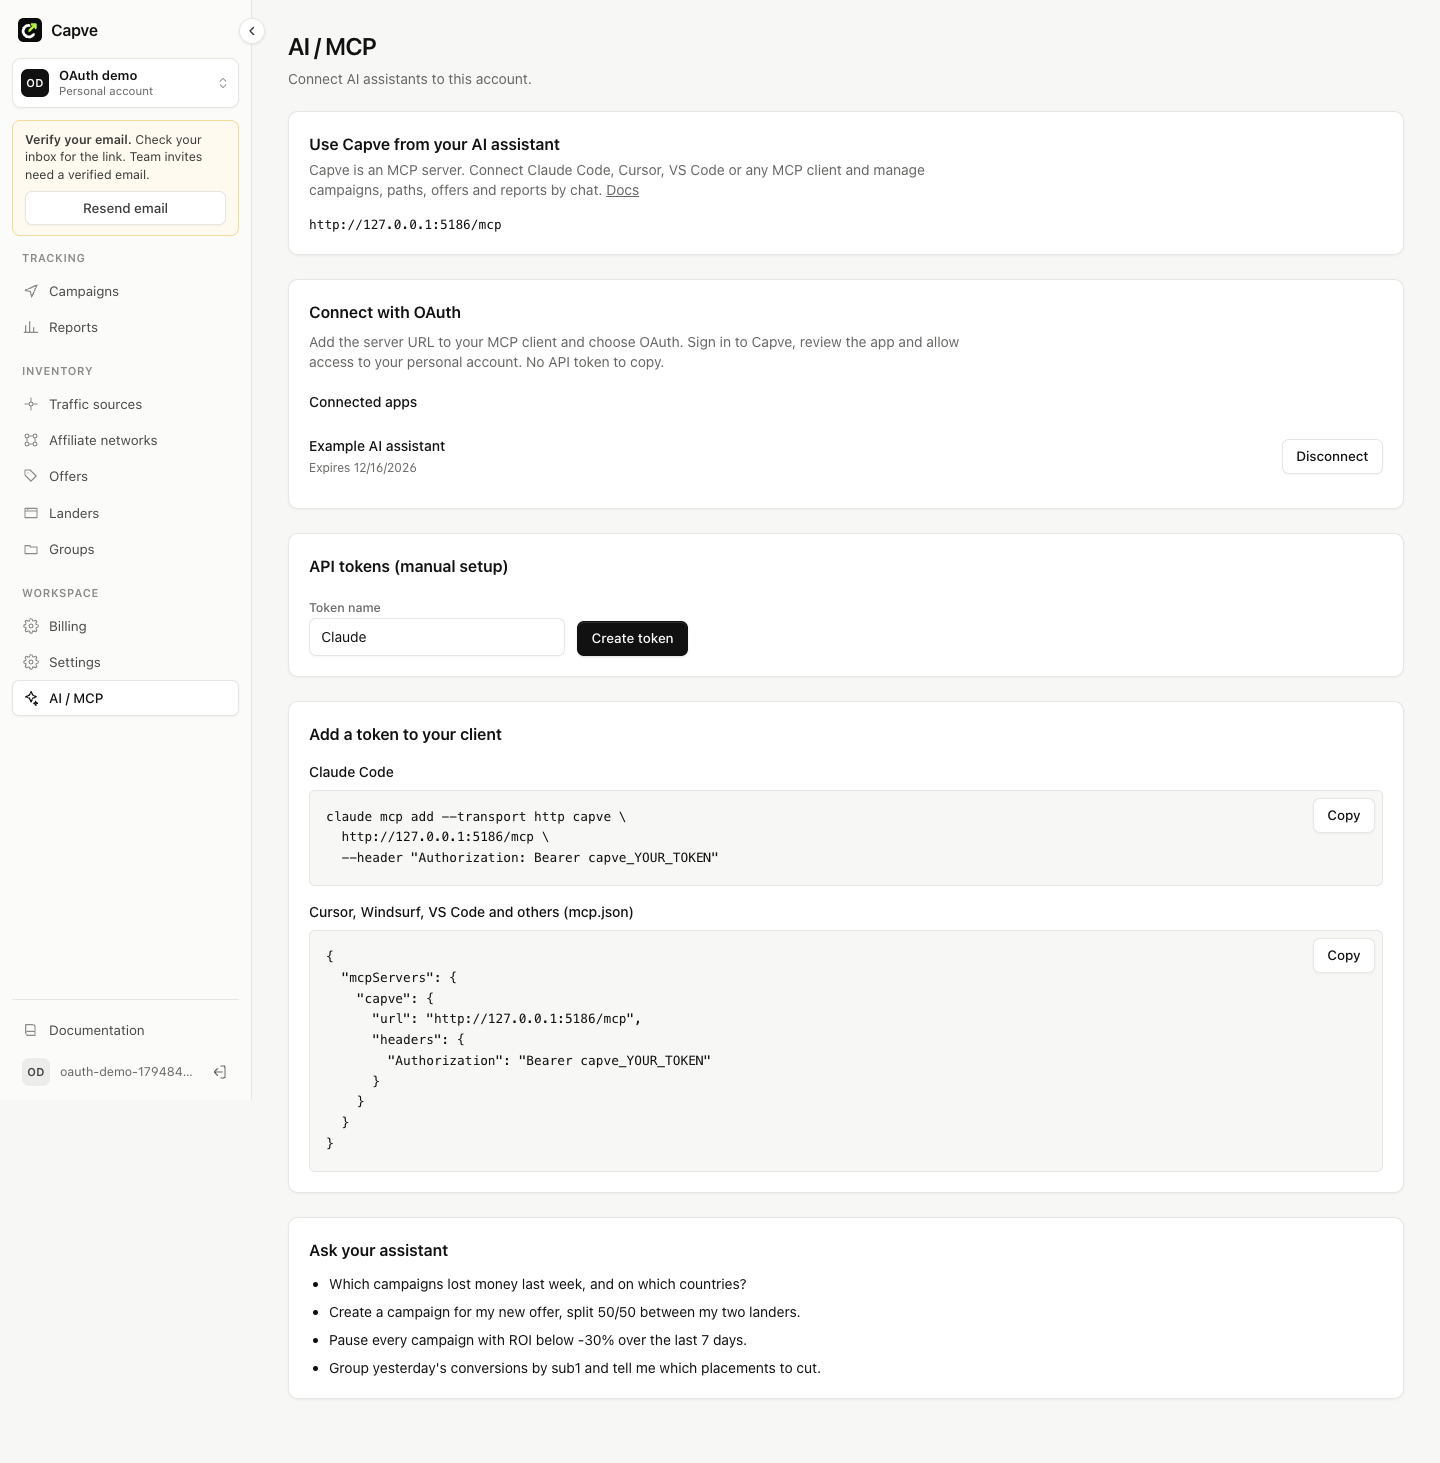 Capve
OD
OAuth demo
Personal account
Verify your email. Check your
inbox for the link. Team invites
need a verified email.
Resend email
TRACKING
Campaigns
Reports
INVENTORY
Traffic sources
Affiliate networks
Offers
Landers
Groups
WORKSPACE
Billing
Settings
AI / MCP
Documentation
OD
oauth-demo-179484...
AI / MCP
Connect AI assistants to this account.
Use Capve from your AI assistant
Capve is an MCP server. Connect Claude Code, Cursor, VS Code or any MCP client and manage
campaigns, paths, offers and reports by chat. Docs
http://127.0.0.1:5186/mcp
Connect with OAuth
Add the server URL to your MCP client and choose OAuth. Sign in to Capve, review the app and allow
access to your personal account. No API token to copy.
Connected apps
Example AI assistant
Expires 12/16/2026
Disconnect
API tokens (manual setup)
Token name
Claude
Create token
Add a token to your client
Claude Code
claude mcp add --transport http capve \
  http://127.0.0.1:5186/mcp \
  --header "Authorization: Bearer capve_YOUR_TOKEN"
Copy
Cursor, Windsurf, VS Code and others (mcp.json)
{
  "mcpServers": {
    "capve": {
      "url": "http://127.0.0.1:5186/mcp",
      "headers": {
        "Authorization": "Bearer capve_YOUR_TOKEN"
      }
    }
  }
}
Copy
Ask your assistant
• Which campaigns lost money last week, and on which countries?
• Create a campaign for my new offer, split 50/50 between my two landers.
• Pause every campaign with ROI below -30% over the last 7 days.
• Group yesterday's conversions by sub1 and tell me which placements to cut.